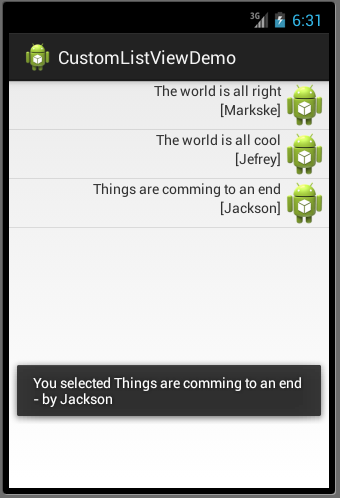 3G 6:31
CustomListViewDemo
The world is all right
[Markske]
The world is all cool
[Jefrey]
Things are comming to an end
[Jackson]
You selected Things are comming to an end
- by Jackson